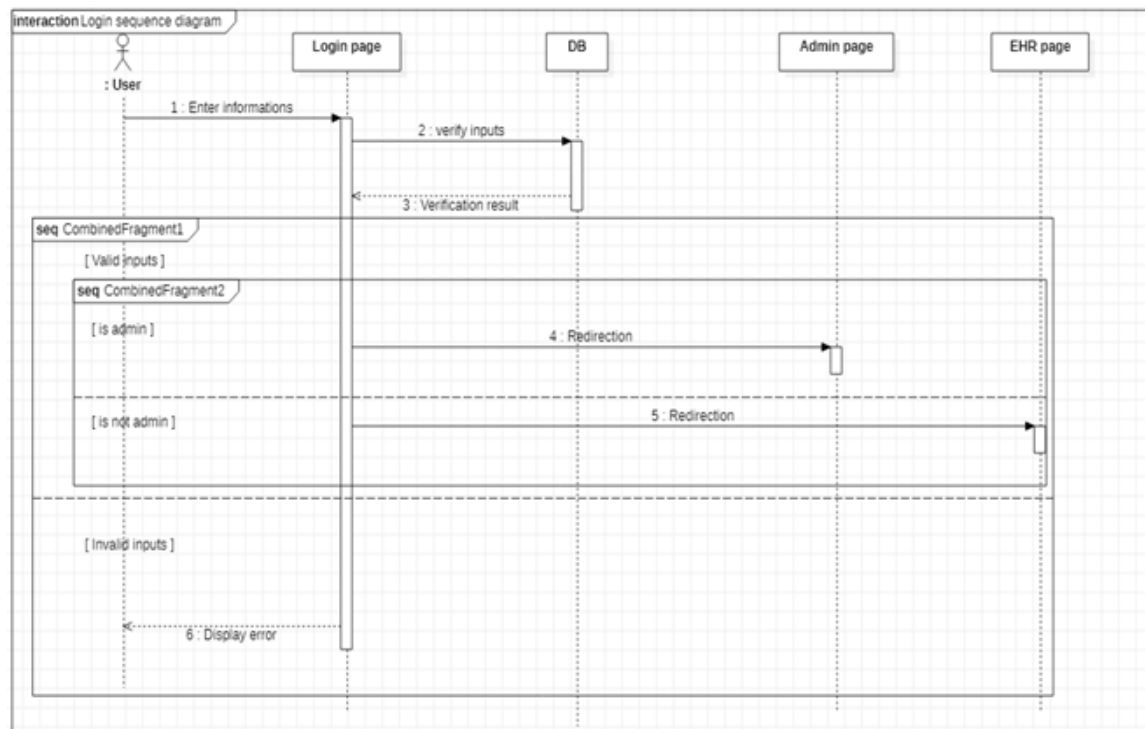 interaction Login sequence diagram
Login page
DB
Admin page
EHR page
: User
1 : Enter informations
2 : verify inputs
3 : Verification result
seq CombinedFragment1
[ Valid inputs ]
seq CombinedFragment2
[ is admin ]
4 : Redirection
[ is not admin ]
5 : Redirection
[ Invalid inputs ]
6 : Display error